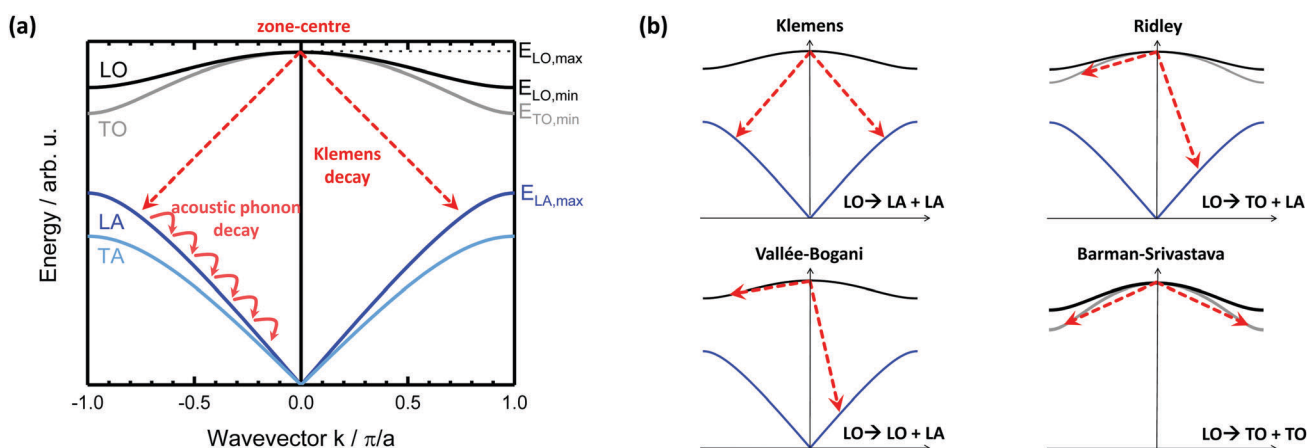 (a)
zone-centre
LO
TO
LA
TA
E_LO,max
E_LO,min
E_TO,min
E_LA,max
Klemens
decay
acoustic phonon
decay
Energy / arb. u.
-1.0 -0.5 0.0 0.5 1.0
Wavevector k / π/a
(b)
Klemens
LO→ LA + LA
Ridley
LO→ TO + LA
Vallée-Bogani
LO→ LO + LA
Barman-Srivastava
LO→ TO + TO